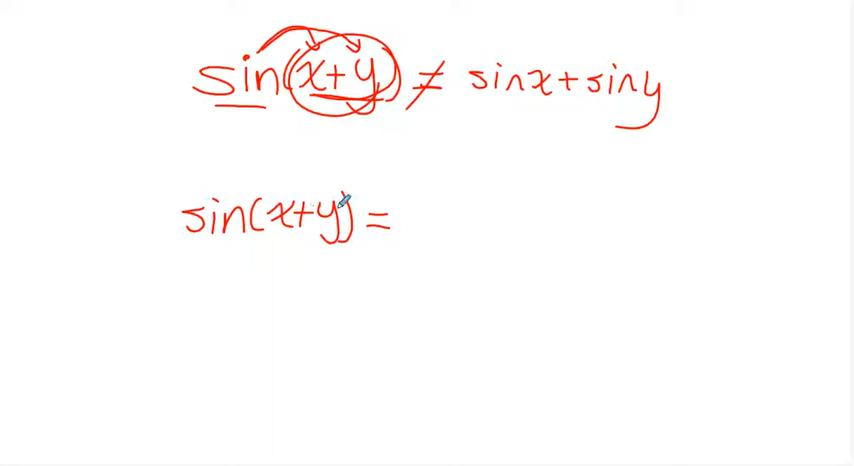 sin(x+y) ≠ sinx+siny
sin(x+y) =